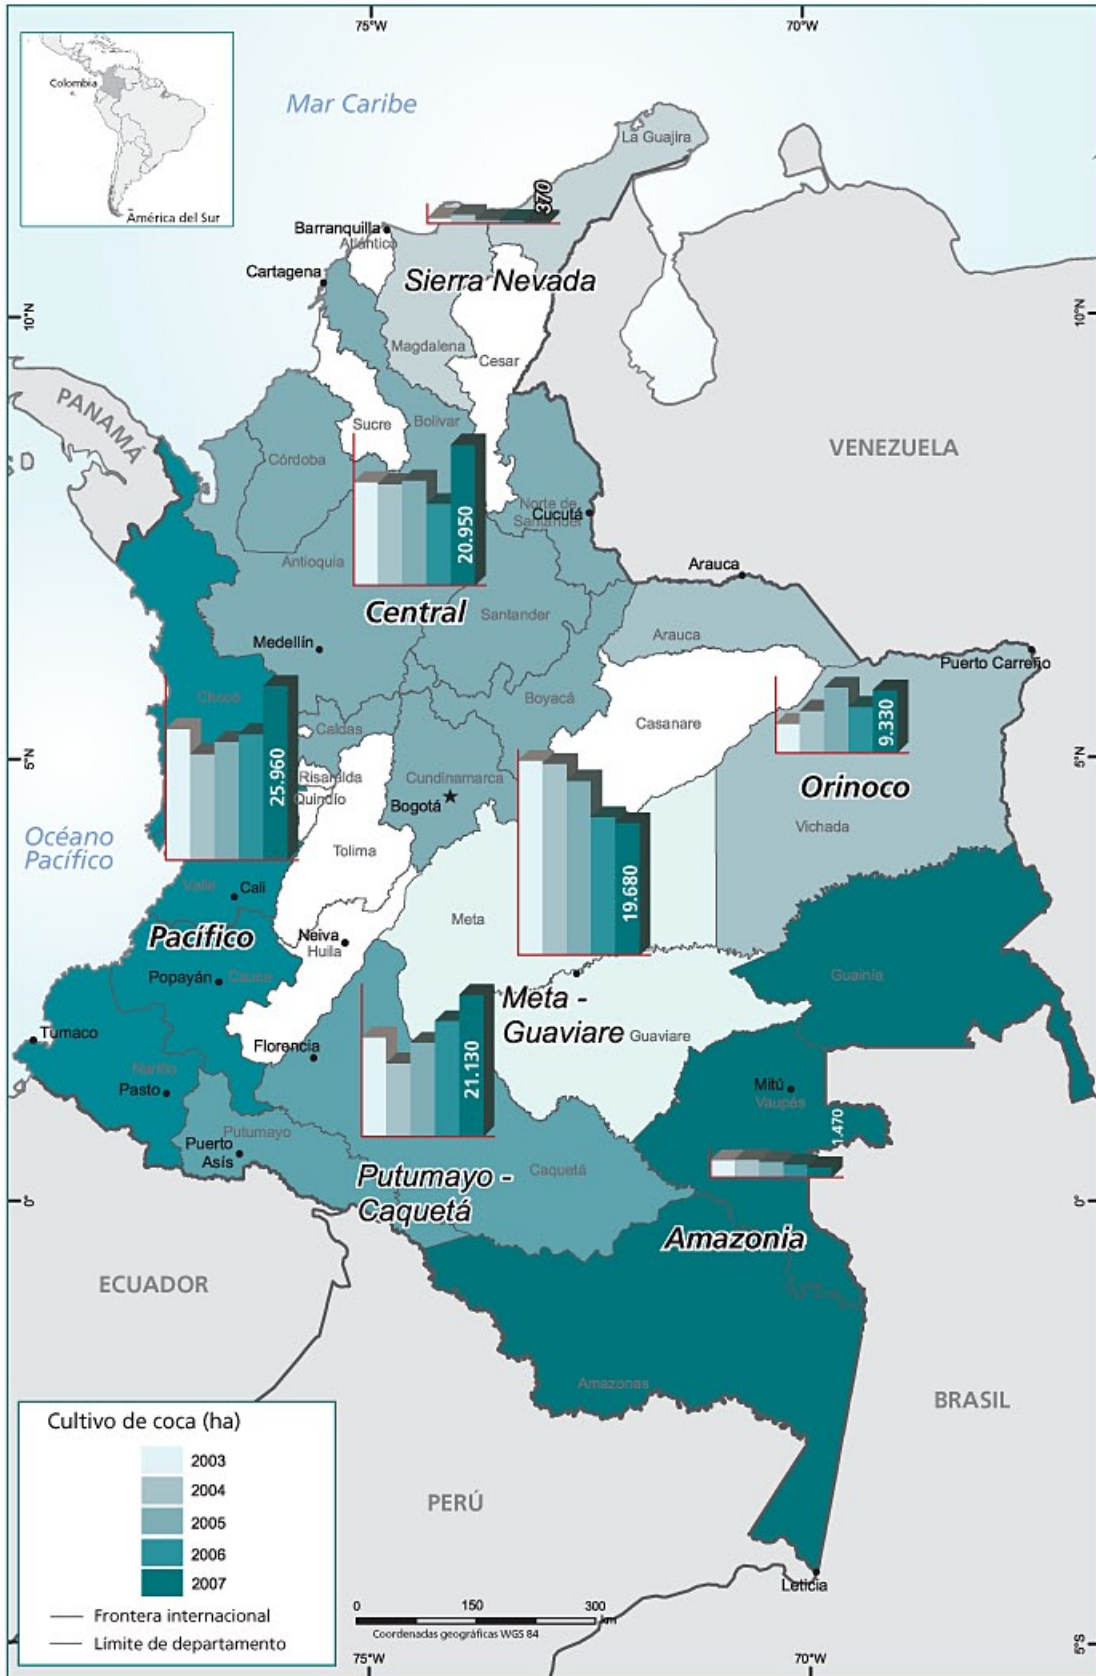 75°W
70°W
Colombia
América del Sur
Mar Caribe
La Guajira
370
Barranquilla
Atlántico
Cartagena
Sierra Nevada
10°N
10°N
Magdalena
Cesar
PANAMÁ
Sucre
Bolívar
VENEZUELA
Córdoba
Norte de
Santander
Cucutá
20.950
Antioquia
Arauca
Central
Santander
Arauca
Medellín
Puerto Carreño
Chocó
Boyacá
Casanare
9.330
Caldas
5°N
5°N
25.960
Risaralda
Cundinamarca
Orinoco
Quindío
Bogotá
Océano
Pacífico
Vichada
Tolima
19.680
Valle
Cali
Meta
Pacífico
Neiva
Huila
Popayán
Cauca
Guainía
Meta -
Guaviare
Guaviare
Tumaco
Florencia
21.130
Nariño
Pasto
Mitú
Vaupés
1.470
Putumayo
Puerto
Asís
Caquetá
Putumayo -
Caquetá
0°
0°
Amazonia
ECUADOR
Amazonas
BRASIL
PERÚ
Cultivo de coca (ha)
2003
2004
2005
2006
2007
Frontera internacional
Límite de departamento
Leticia
0 150 300 km
Coordenadas geográficas WGS 84
5°S
75°W
70°W